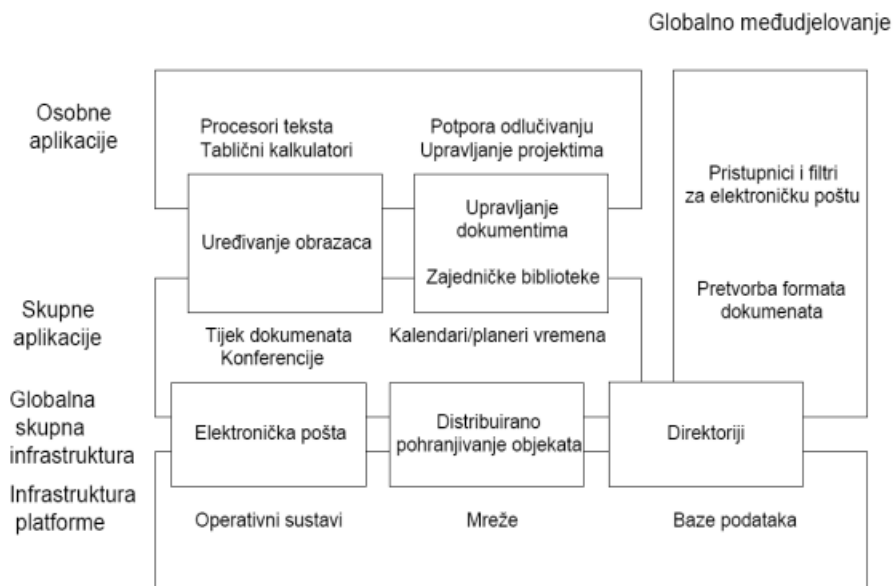 Globalno međudjelovanje
Osobne
aplikacije
Procesori teksta
Tablični kalkulatori
Potpora odlučivanju
Upravljanje projektima
Pristupnici i filtri
za elektroničku poštu
Uređivanje obrazaca
Upravljanje
dokumentima
Zajedničke biblioteke
Pretvorba formata
dokumenata
Skupne
aplikacije
Tijek dokumenata
Konferencije
Kalendari/planeri vremena
Globalna
skupna
infrastruktura
Elektronička pošta
Distribuirano
pohranjivanje objekata
Direktoriji
Infrastruktura
platforme
Operativni sustavi
Mreže
Baze podataka